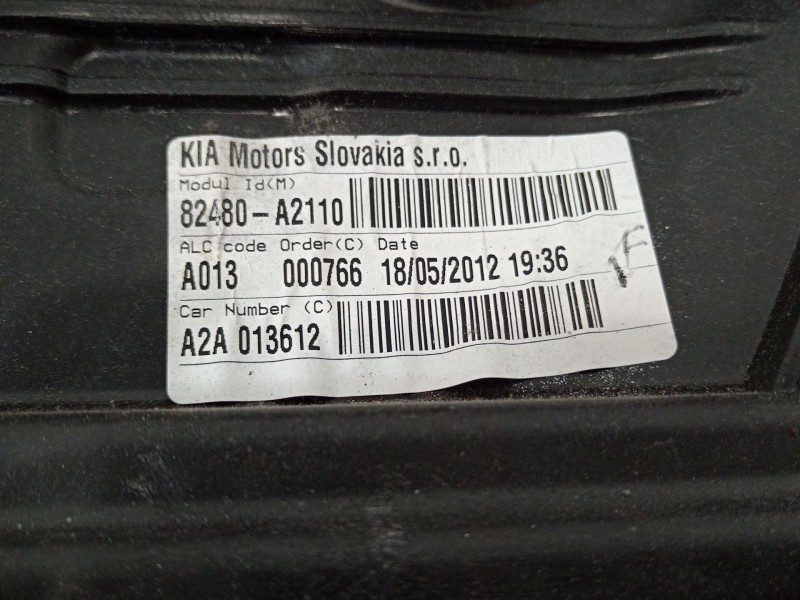 KIA Motors Slovakia s.r.o.
Modul Id(M)
82480-A2110
ALC code Order(C) Date
A013 000766 18/05/2012 19:36
Car Number (C)
A2A 013612